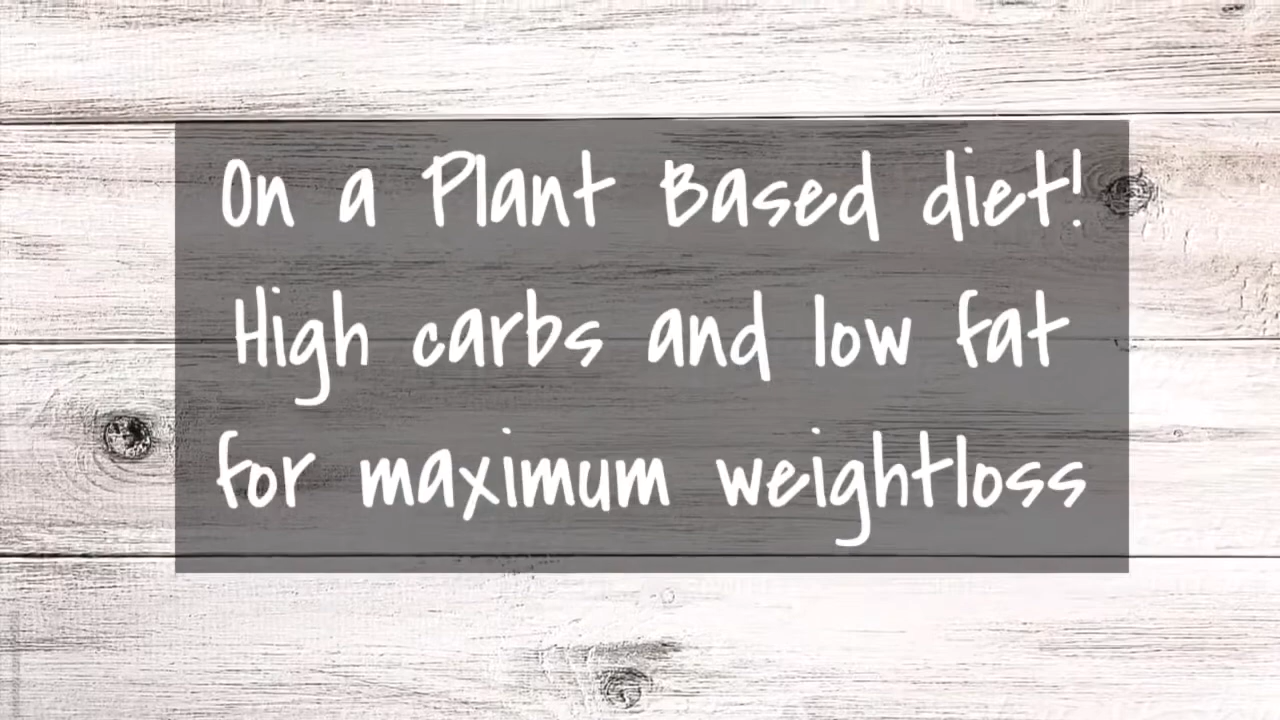 On a Plant Based diet!
High carbs and low fat
for maximum weightloss